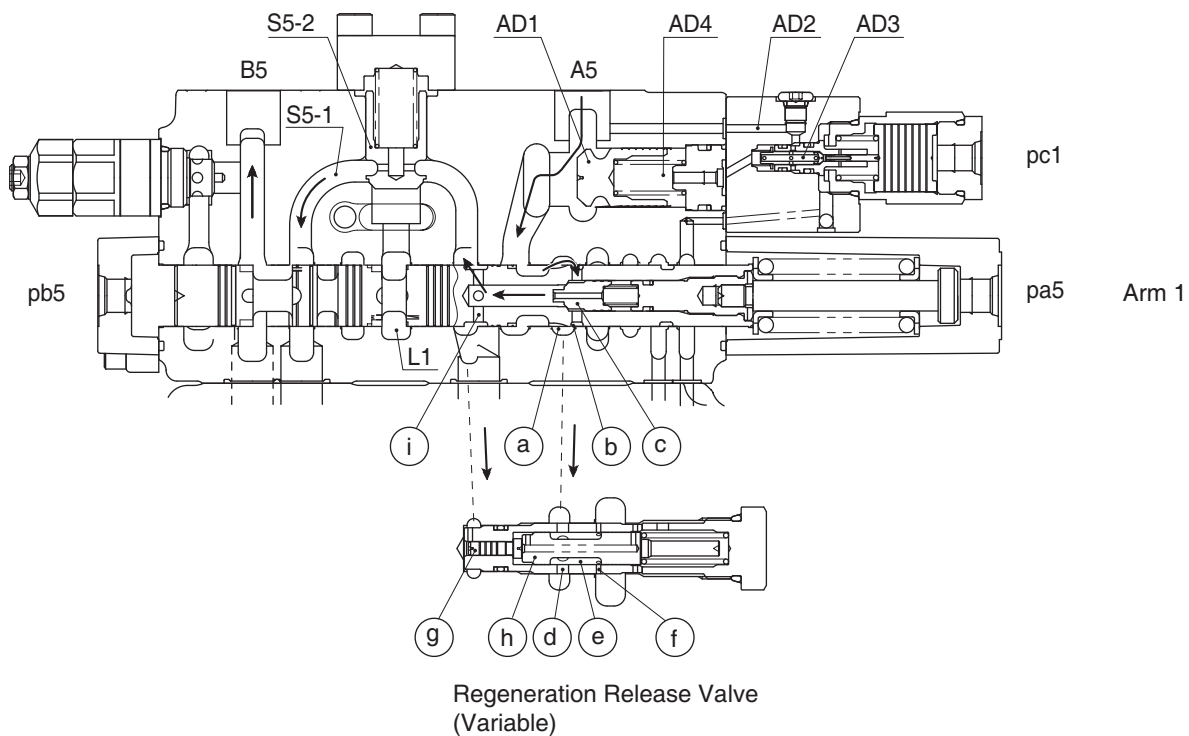 S5-2
AD1
AD4
AD2
AD3
B5
A5
S5-1
pc1
pb5
pa5
Arm 1
L1
i
a
b
c
g
h
d
e
f
Regeneration Release Valve
(Variable)